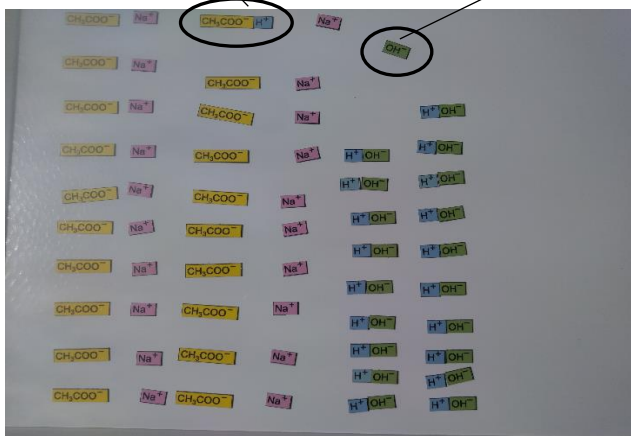 CH₃COO⁻ Na⁺ CH₃COO⁻ H⁺ Na⁺
OH⁻
CH₃COO⁻ Na⁺
CH₃COO⁻ Na⁺
CH₃COO⁻ Na⁺ CH₃COO⁻ Na⁺ H⁺ OH⁻
CH₃COO⁻ Na⁺ CH₃COO⁻ Na⁺ H⁺ OH⁻ H⁺ OH⁻
CH₃COO⁻ Na⁺ CH₃COO⁻ Na⁺ H⁺ OH⁻ H⁺ OH⁻
CH₃COO⁻ Na⁺ CH₃COO⁻ Na⁺ H⁺ OH⁻ H⁺ OH⁻
CH₃COO⁻ Na⁺ CH₃COO⁻ Na⁺ H⁺ OH⁻ H⁺ OH⁻
H⁺ OH⁻ H⁺ OH⁻
CH₃COO⁻ Na⁺ CH₃COO⁻ Na⁺ H⁺ OH⁻ H⁺ OH⁻
CH₃COO⁻ Na⁺ CH₃COO⁻ Na⁺ H⁺ OH⁻ H⁺ OH⁻
H⁺ OH⁻ H⁺ OH⁻
CH₃COO⁻ Na⁺ CH₃COO⁻ Na⁺ H⁺ OH⁻ H⁺ OH⁻